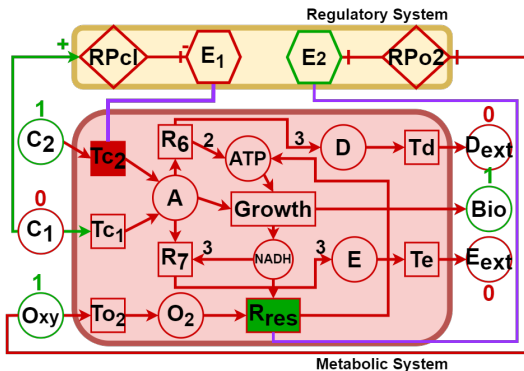 Regulatory System
+
RPcl
-
E1
E2
RPo2
1
C2
Tc2
R6
2
3
ATP
D
Td
0
Dext
1
0
C1
Tc1
A
Growth
Bio
R7
3
NADH
3
E
Te
Eext
0
1
Oxy
To2
O2
Rres
Metabolic System